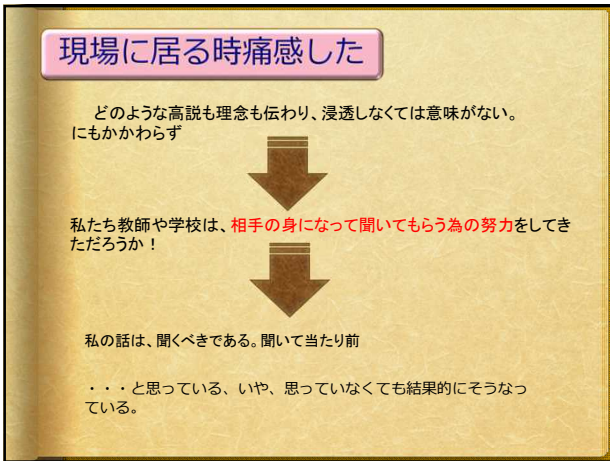 現場に居る時痛感した
どのような高説も理念も伝わり、浸透しなくては意味がない。
にもかかわらず
私たち教師や学校は、相手の身になって聞いてもらう為の努力をしてき
ただろうか！
私の話は、聞くべきである。聞いて当たり前
・・・と思っている、いや、思っていなくても結果的にそうなっ
ている。